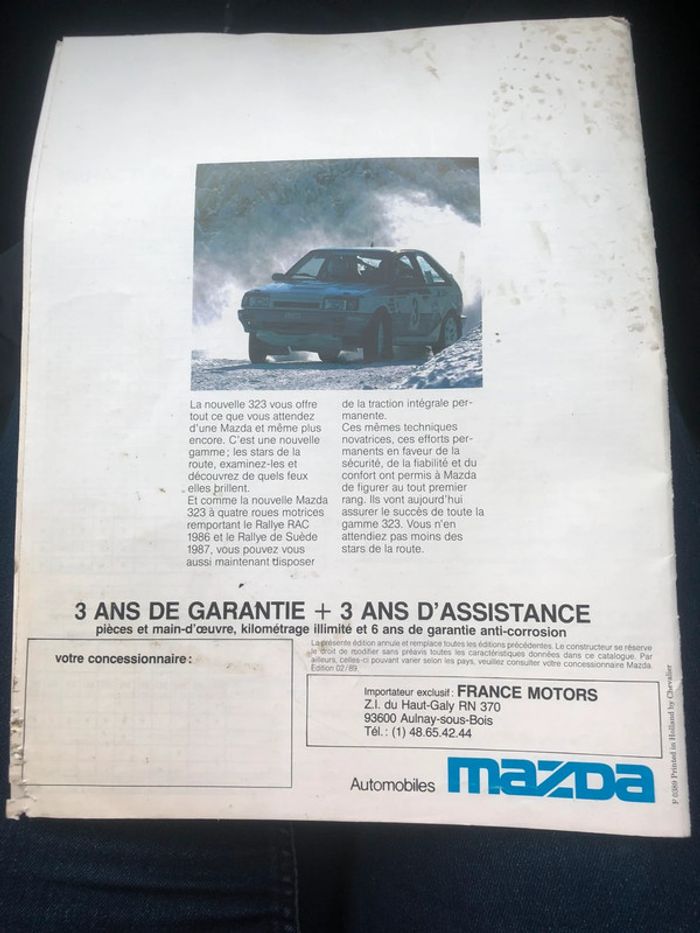 La nouvelle 323 vous offre
tout ce que vous attendez
d'une Mazda et même plus
encore. C'est une nouvelle
gamme; les stars de la
route, examinez-les et
découvrez de quels feux
elles brillent.
Et comme la nouvelle Mazda
323 à quatre roues motrices
remportant le Rallye RAC
1986 et le Rallye de Suède
1987, vous pouvez vous
aussi maintenant disposer
de la traction intégrale per-
manente.
Ces mêmes techniques
novatrices, ces efforts per-
manents en faveur de la
sécurité, de la fiabilité et du
confort ont permis à Mazda
de figurer au tout premier
rang. Ils vont aujourd'hui
assurer le succès de toute la
gamme 323. Vous n'en
attendiez pas moins des
stars de la route.
3 ANS DE GARANTIE + 3 ANS D'ASSISTANCE
pièces et main-d'œuvre, kilométrage illimité et 6 ans de garantie anti-corrosion
votre concessionnaire :
La présente édition annule et remplace toutes les éditions précédentes. Le constructeur se réserve
le droit de modifier sans préavis toutes les caractéristiques données dans ce catalogue. Par
ailleurs, celles-ci pouvant varier selon les pays, veuillez consulter votre concessionnaire Mazda.
Edition 02/89.
Importateur exclusif : FRANCE MOTORS
Z.I. du Haut-Galy RN 370
93600 Aulnay-sous-Bois
Tél. : (1) 48.65.42.44
Automobiles mazDa
F 0389 Printed in Holland by Chevalier